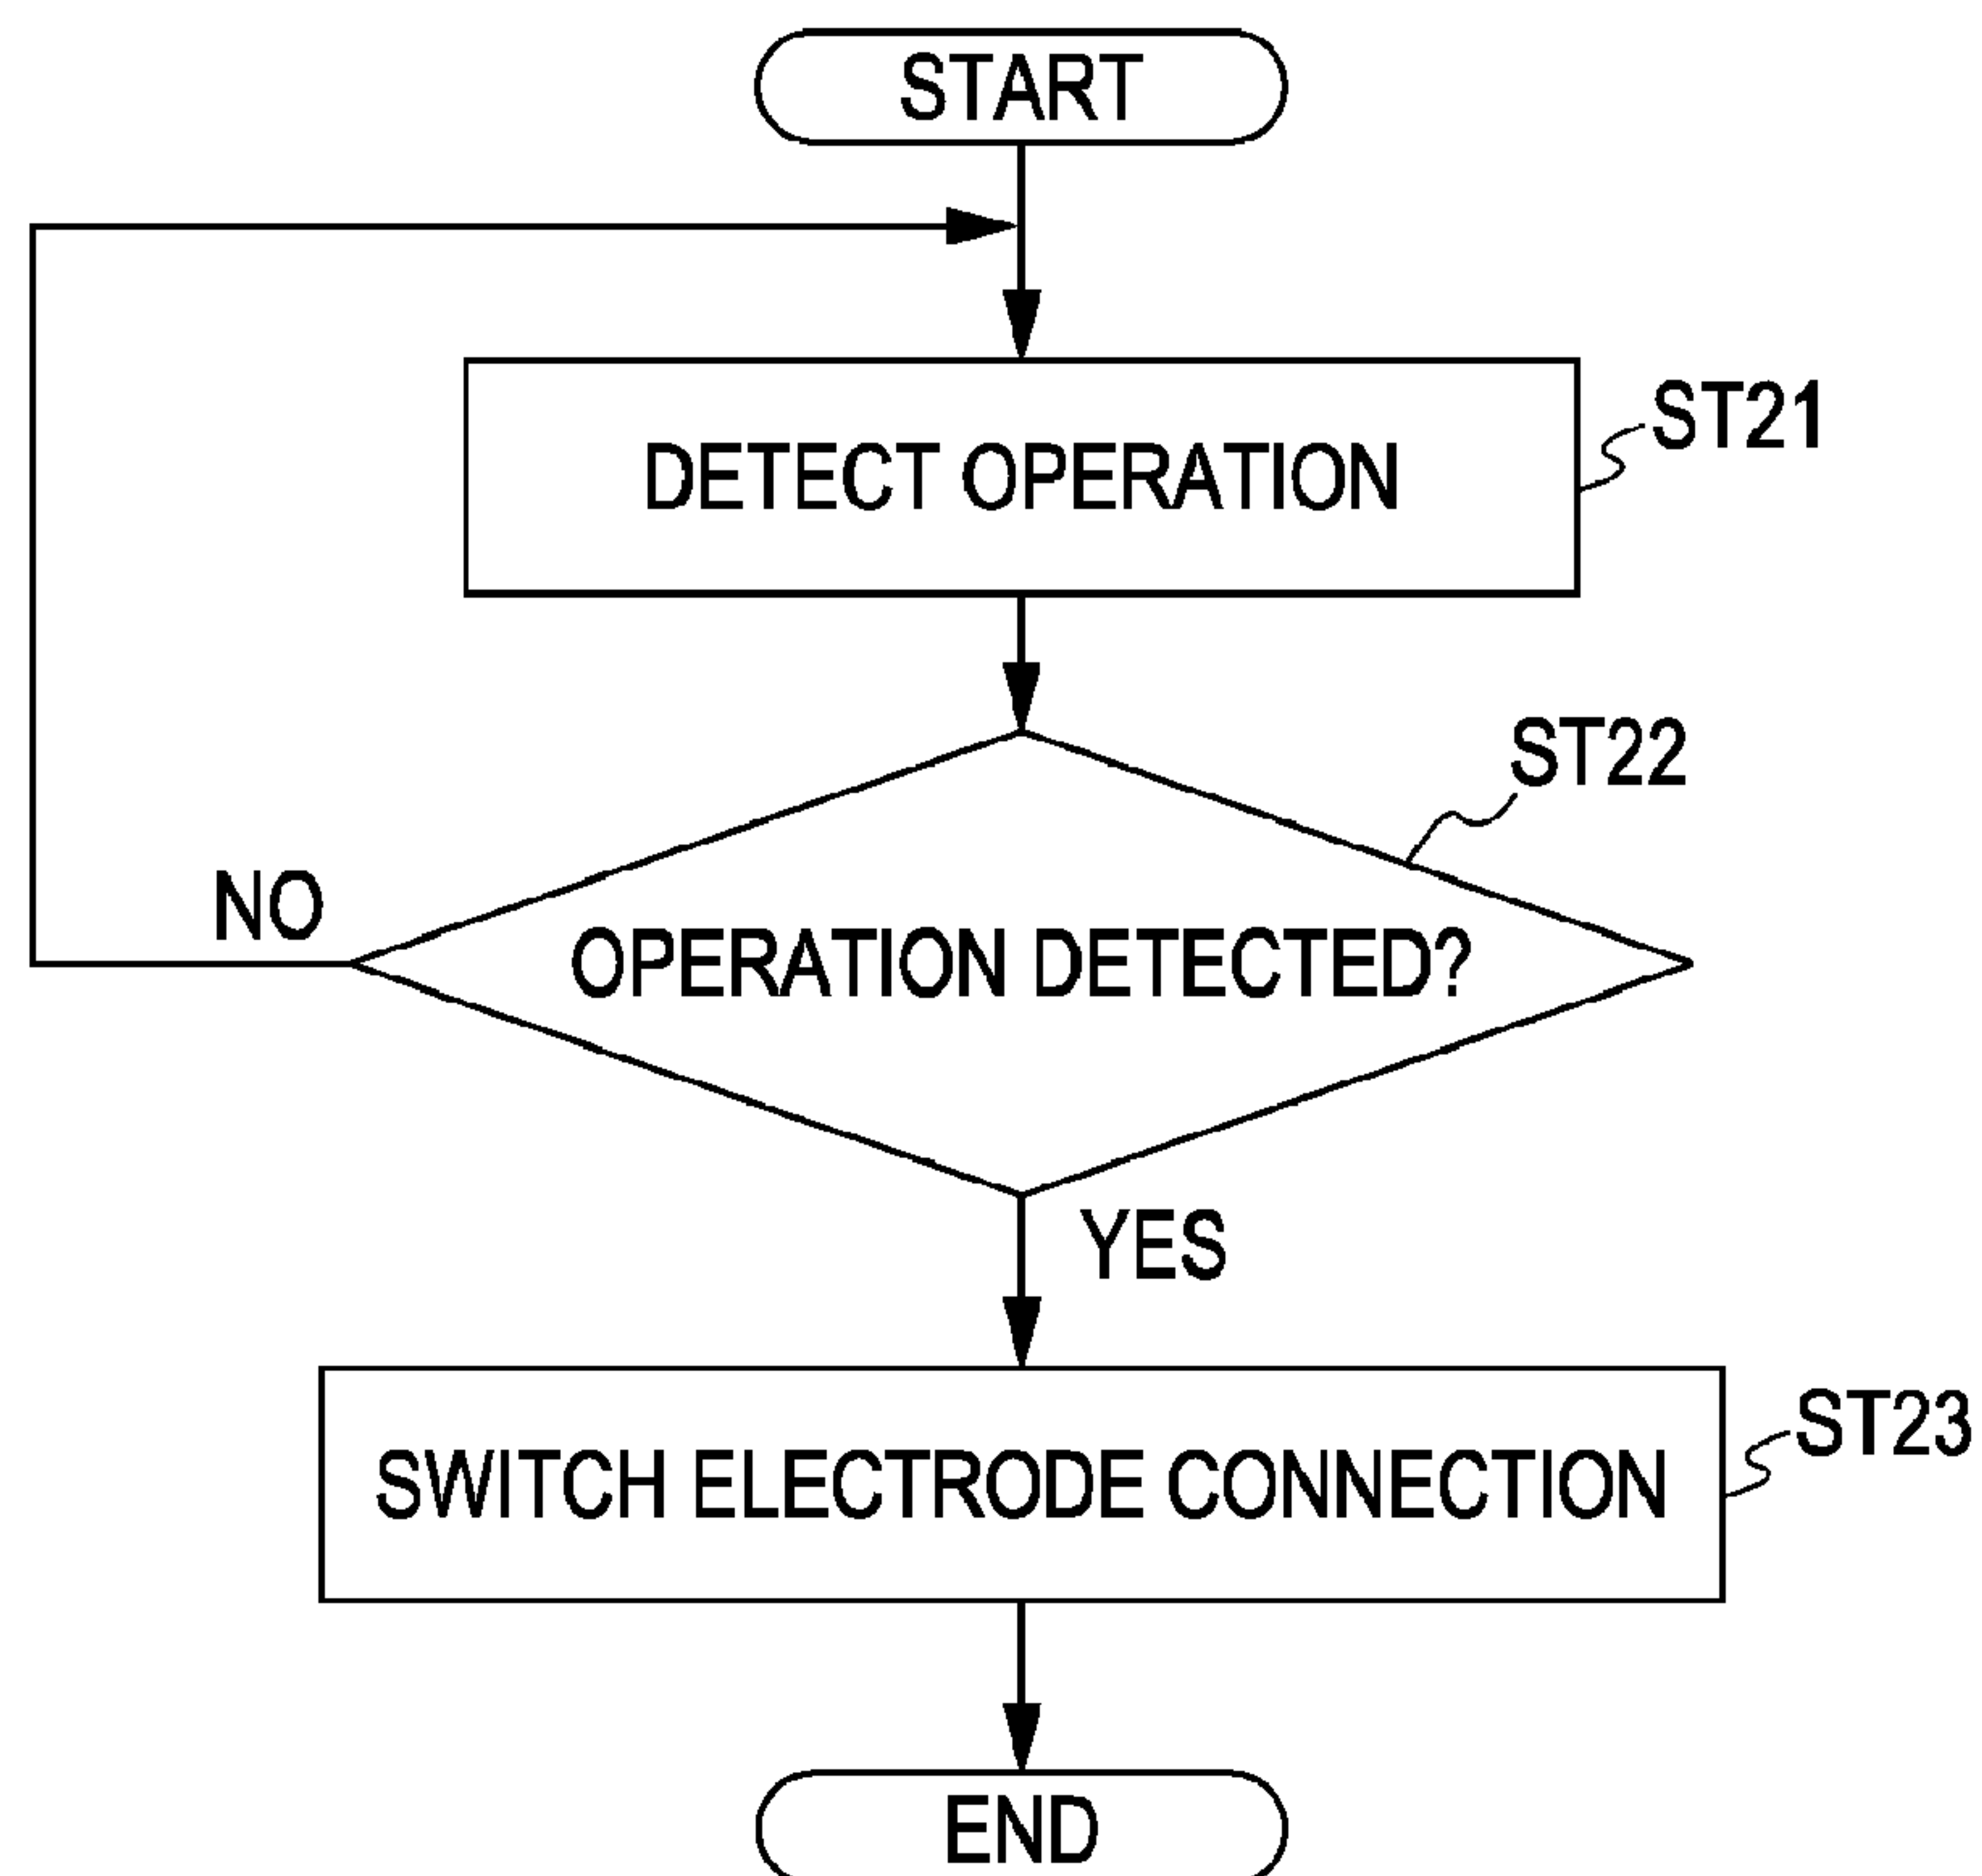 START
DETECT OPERATION
ST21
ST22
NO
OPERATION DETECTED?
YES
SWITCH ELECTRODE CONNECTION
ST23
END